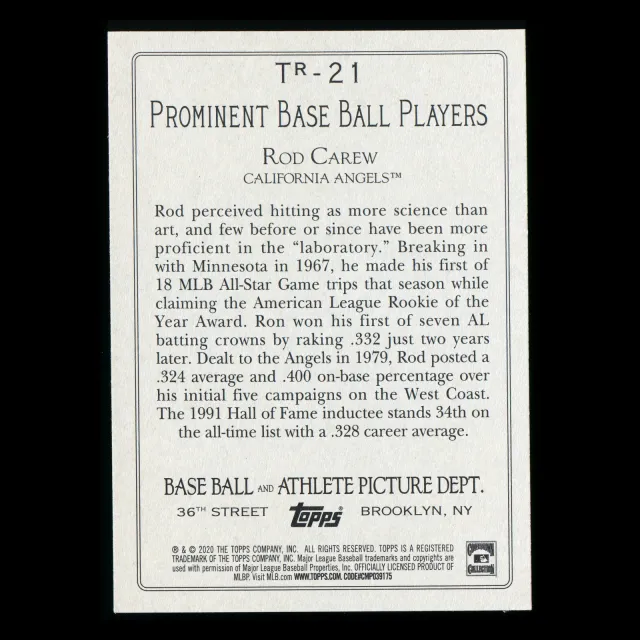 TR-21
PROMINENT BASE BALL PLAYERS
ROD CAREW
CALIFORNIA ANGELS™
Rod perceived hitting as more science than
art, and few before or since have been more
proficient in the “laboratory.” Breaking in
with Minnesota in 1967, he made his first of
18 MLB All-Star Game trips that season while
claiming the American League Rookie of the
Year Award. Ron won his first of seven AL
batting crowns by raking .332 just two years
later. Dealt to the Angels in 1979, Rod posted a
.324 average and .400 on-base percentage over
his initial five campaigns on the West Coast.
The 1991 Hall of Fame inductee stands 34th on
the all-time list with a .328 career average.
BASE BALL AND ATHLETE PICTURE DEPT.
36TH STREET topps® BROOKLYN, NY
® & © 2020 THE TOPPS COMPANY, INC. ALL RIGHTS RESERVED. TOPPS IS A REGISTERED
TRADEMARK OF THE TOPPS COMPANY, INC. Major League Baseball trademarks and copyrights are
used with permission of Major League Baseball Properties, Inc. OFFICIALLY LICENSED PRODUCT OF
MLBP. Visit MLB.com WWW.TOPPS.COM. CODE#CMP039175
COOPERSTOWN
COLLECTION